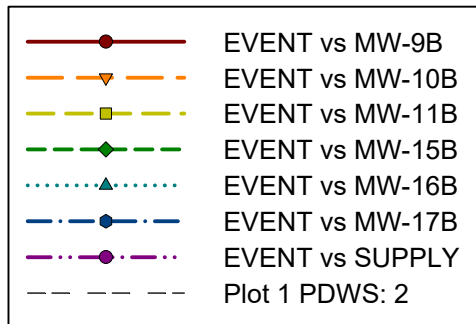 EVENT vs MW-9B
EVENT vs MW-10B
EVENT vs MW-11B
EVENT vs MW-15B
EVENT vs MW-16B
EVENT vs MW-17B
EVENT vs SUPPLY
Plot 1 PDWS: 2